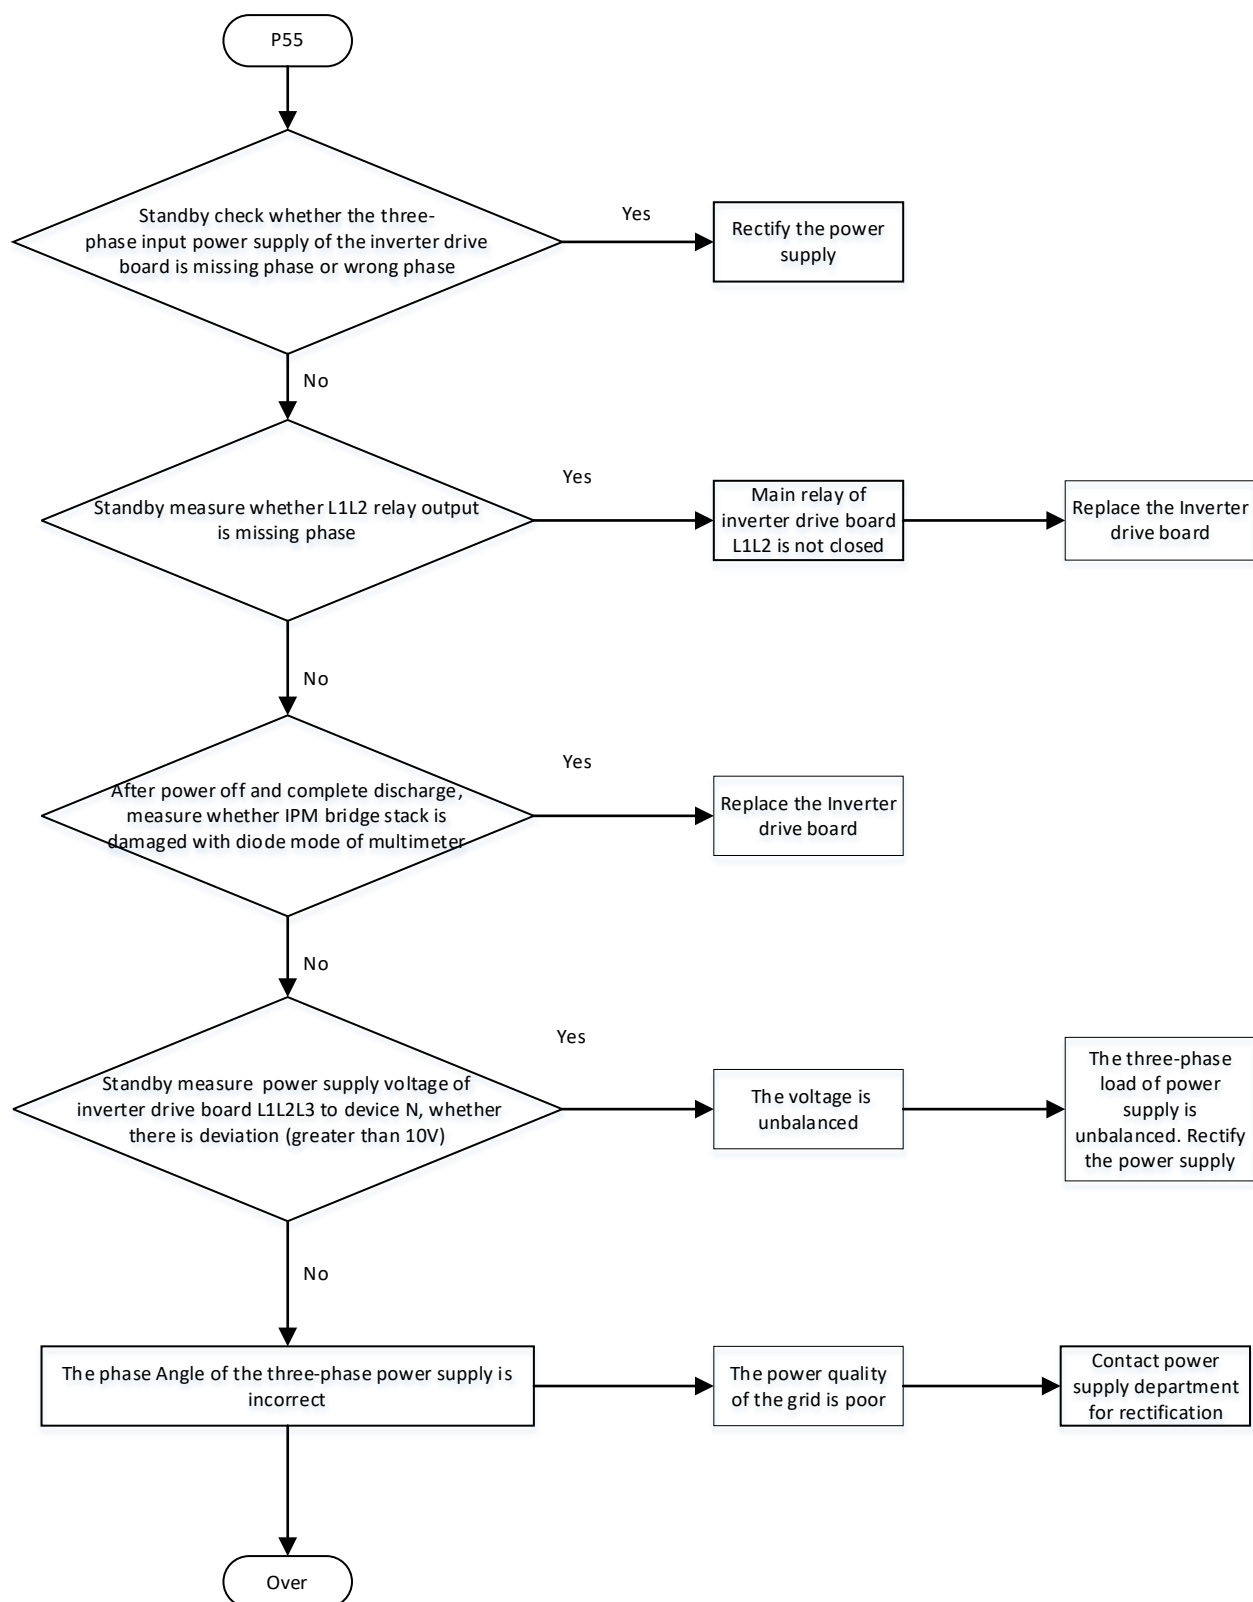 P55
Standby check whether the three-
phase input power supply of the inverter drive
board is missing phase or wrong phase
Yes
Rectify the power
supply
No
Standby measure whether L1L2 relay output
is missing phase
Yes
Main relay of
inverter drive board
L1L2 is not closed
Replace the Inverter
drive board
No
After power off and complete discharge,
measure whether IPM bridge stack is
damaged with diode mode of multimeter
Yes
Replace the Inverter
drive board
No
Standby measure power supply voltage of
inverter drive board L1L2L3 to device N, whether
there is deviation (greater than 10V)
Yes
The voltage is
unbalanced
The three-phase
load of power
supply is
unbalanced. Rectify
the power supply
No
The phase Angle of the three-phase power supply is
incorrect
The power quality
of the grid is poor
Contact power
supply department
for rectification
Over